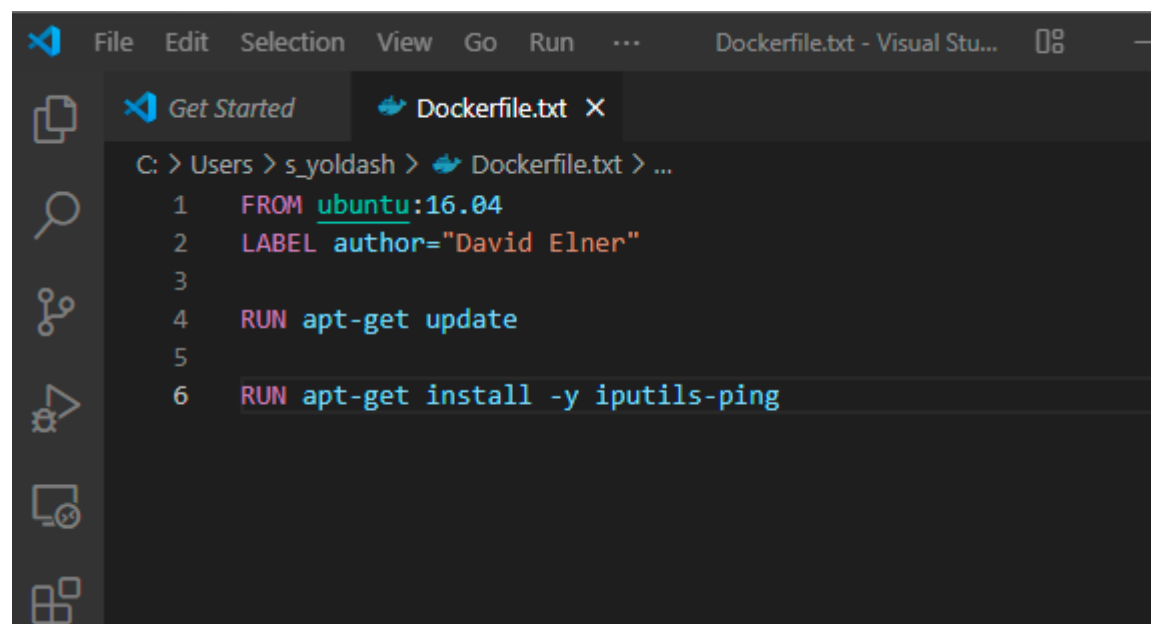 File Edit Selection View Go Run ··· Dockerfile.txt - Visual Stu...
Get Started Dockerfile.txt ×
C: > Users > s_yoldash > Dockerfile.txt > ...
1 FROM ubuntu:16.04
2 LABEL author="David Elner"
3
4 RUN apt-get update
5
6 RUN apt-get install -y iputils-ping